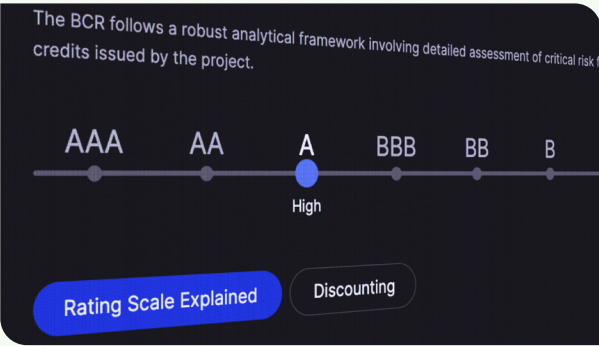 The BCR follows a robust analytical framework involving detailed assessment of critical risk f
credits issued by the project.
AAA AA A BBB BB B
High
Rating Scale Explained Discounting